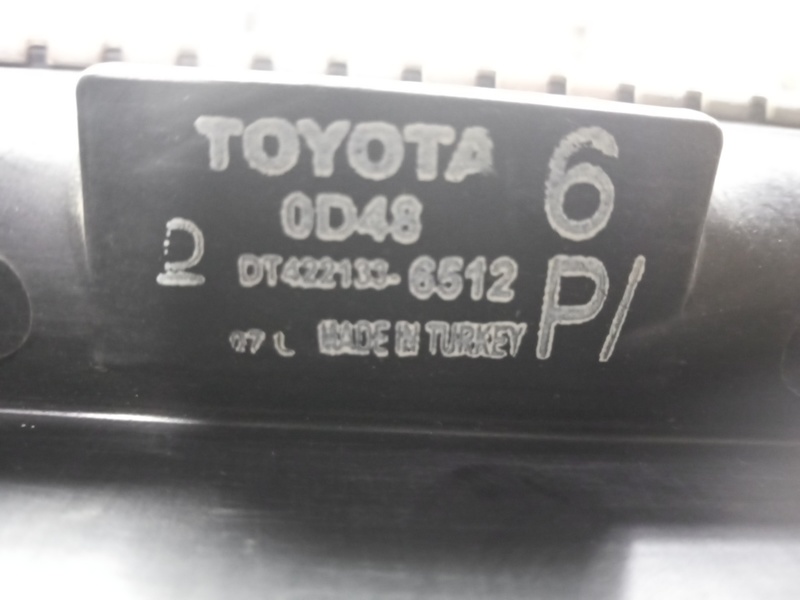 TOYOTA 6
0D48
D DT422133-6512 P/
MADE IN TURKEY